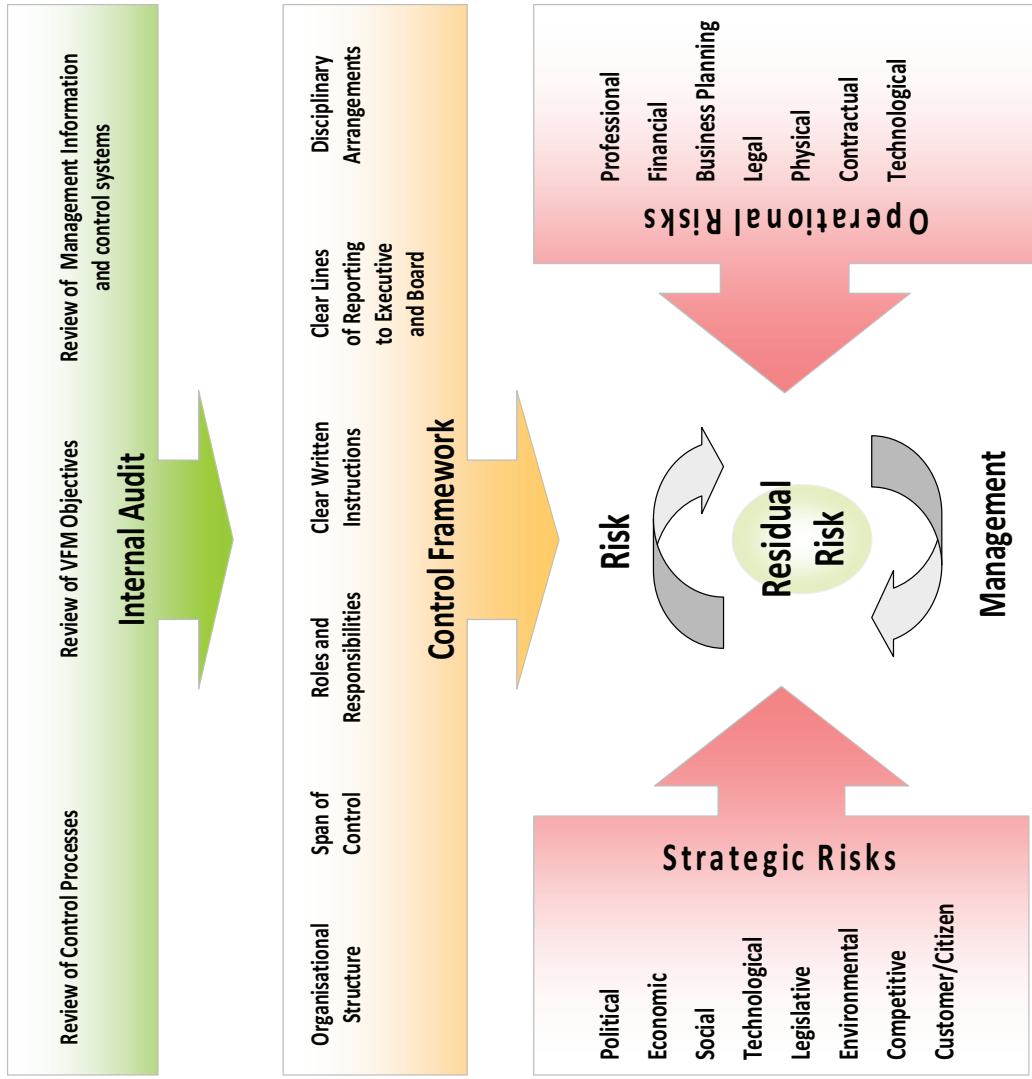 Review of Control Processes
Review of VFM Objectives
Review of Management Information
and control systems
Internal Audit
Organisational
Structure
Span of
Control
Roles and
Responsibilities
Clear Written
Instructions
Clear Lines
of Reporting
to Executive
and Board
Disciplinary
Arrangements
Control Framework
Strategic Risks
Political
Economic
Social
Technological
Legislative
Environmental
Competitive
Customer/Citizen
Risk
Residual
Risk
Management
Operational Risks
Professional
Financial
Business Planning
Legal
Physical
Contractual
Technological